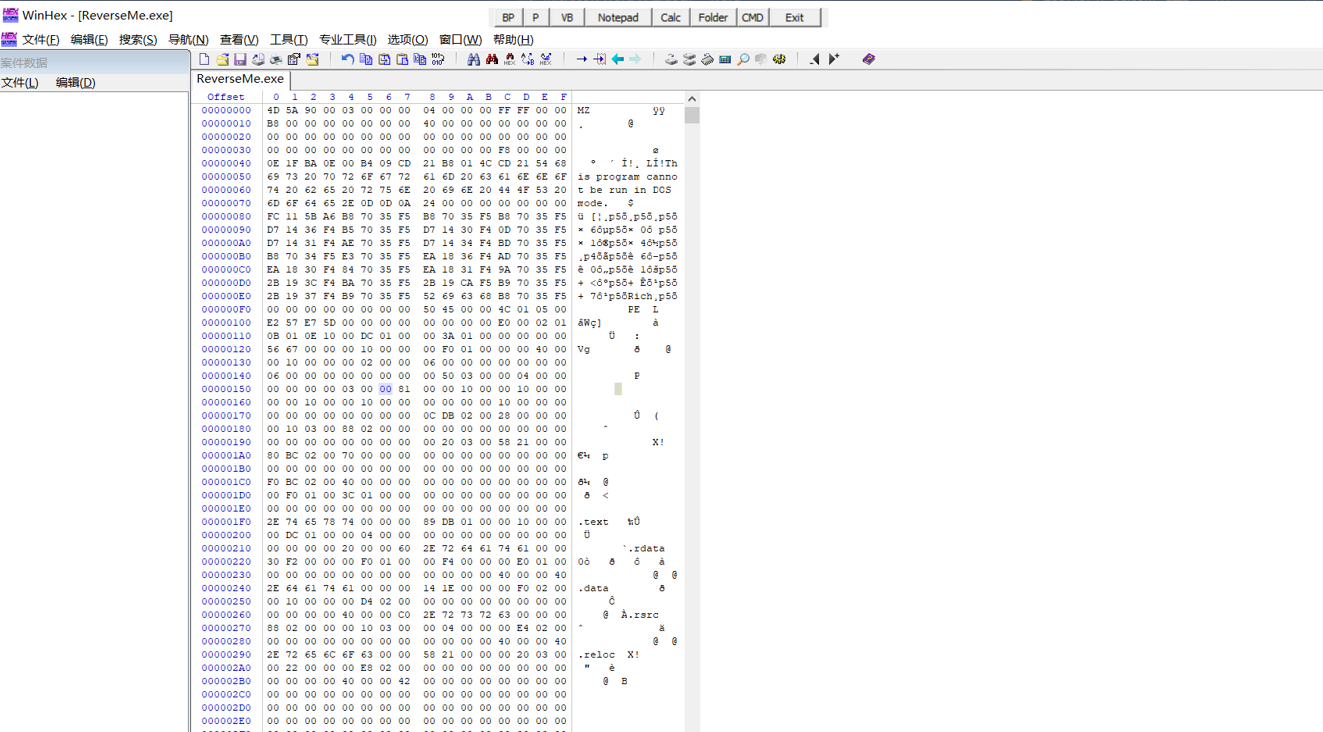 WinHex - [ReverseMe.exe]
BP P VB Notepad Calc Folder CMD Exit
文件(F) 编辑(E) 搜索(S) 导航(N) 查看(V) 工具(T) 专业工具(I) 选项(O) 窗口(W) 帮助(H)
案件数据
文件(L) 编辑(D)
ReverseMe.exe
Offset 0 1 2 3 4 5 6 7 8 9 A B C D E F
00000000 4D 5A 90 00 03 00 00 00 04 00 00 00 FF FF 00 00 MZ ÿÿ
00000010 B8 00 00 00 00 00 00 00 40 00 00 00 00 00 00 00 ¸ @
00000020 00 00 00 00 00 00 00 00 00 00 00 00 00 00 00 00
00000030 00 00 00 00 00 00 00 00 00 00 00 00 F8 00 00 00 ø
00000040 0E 1F BA 0E 00 B4 09 CD 21 B8 01 4C CD 21 54 68 º ´ Í!¸ LÍ!Th
00000050 69 73 20 70 72 6F 67 72 61 6D 20 63 61 6E 6E 6F is program canno
00000060 74 20 62 65 20 72 75 6E 20 69 6E 20 44 4F 53 20 t be run in DOS
00000070 6D 6F 64 65 2E 0D 0D 0A 24 00 00 00 00 00 00 00 mode. $
00000080 FC 11 5B A6 B8 70 35 F5 B8 70 35 F5 B8 70 35 F5 ü [¦¸p5õ¸p5õ¸p5õ
00000090 D7 14 36 F4 B5 70 35 F5 D7 14 30 F4 0D 70 35 F5 × 6ôµp5õ× 0ô p5õ
000000A0 D7 14 31 F4 AE 70 35 F5 D7 14 34 F4 BD 70 35 F5 × 1ô®p5õ× 4ô½p5õ
000000B0 B8 70 34 F5 E3 70 35 F5 EA 18 36 F4 AD 70 35 F5 ¸p4õãp5õê 6ô-p5õ
000000C0 EA 18 30 F4 84 70 35 F5 EA 18 31 F4 9A 70 35 F5 ê 0ô„p5õê 1ôšp5õ
000000D0 2B 19 3C F4 BA 70 35 F5 2B 19 CA F5 B9 70 35 F5 + <ôºp5õ+ Êõ¹p5õ
000000E0 2B 19 37 F4 B9 70 35 F5 52 69 63 68 B8 70 35 F5 + 7ô¹p5õRich¸p5õ
000000F0 00 00 00 00 00 00 00 00 50 45 00 00 4C 01 05 00 PE L
00000100 E2 57 E7 5D 00 00 00 00 00 00 00 00 E0 00 02 01 âWç] à
00000110 0B 01 0E 10 00 DC 01 00 00 3A 01 00 00 00 00 00 Ü :
00000120 56 67 00 00 00 10 00 00 00 F0 01 00 00 00 40 00 Vg ð @
00000130 00 10 00 00 00 02 00 00 06 00 00 00 00 00 00 00
00000140 06 00 00 00 00 00 00 00 00 50 03 00 00 04 00 00 P
00000150 00 00 00 00 03 00 00 81 00 00 10 00 00 10 00 00
00000160 00 00 10 00 00 10 00 00 00 00 00 00 10 00 00 00
00000170 00 00 00 00 00 00 00 00 0C DB 02 00 28 00 00 00 Û (
00000180 00 10 03 00 88 02 00 00 00 00 00 00 00 00 00 00 ˆ
00000190 00 00 00 00 00 00 00 00 00 20 03 00 58 21 00 00 X!
000001A0 80 BC 02 00 70 00 00 00 00 00 00 00 00 00 00 00 €¼ p
000001B0 00 00 00 00 00 00 00 00 00 00 00 00 00 00 00 00
000001C0 F0 BC 02 00 40 00 00 00 00 00 00 00 00 00 00 00 ð¼ @
000001D0 00 F0 01 00 3C 01 00 00 00 00 00 00 00 00 00 00 ð <
000001E0 00 00 00 00 00 00 00 00 00 00 00 00 00 00 00 00
000001F0 2E 74 65 78 74 00 00 00 89 DB 01 00 00 10 00 00 .text ‰Û
00000200 00 DC 01 00 00 04 00 00 00 00 00 00 00 00 00 00 Ü
00000210 00 00 00 00 20 00 00 60 2E 72 64 61 74 61 00 00 `.rdata
00000220 30 F2 00 00 00 F0 01 00 00 F4 00 00 00 E0 01 00 0ò ð ô à
00000230 00 00 00 00 00 00 00 00 00 00 00 00 40 00 00 40 @ @
00000240 2E 64 61 74 61 00 00 00 14 1E 00 00 00 F0 02 00 .data ð
00000250 00 10 00 00 00 D4 02 00 00 00 00 00 00 00 00 00 Ô
00000260 00 00 00 00 40 00 00 C0 2E 72 73 72 63 00 00 00 @ À.rsrc
00000270 88 02 00 00 00 10 03 00 00 04 00 00 00 E4 02 00 ˆ ä
00000280 00 00 00 00 00 00 00 00 00 00 00 00 40 00 00 40 @ @
00000290 2E 72 65 6C 6F 63 00 00 58 21 00 00 00 20 03 00 .reloc X!
000002A0 00 22 00 00 00 E8 02 00 00 00 00 00 00 00 00 00 " è
000002B0 00 00 00 00 40 00 00 42 00 00 00 00 00 00 00 00 @ B
000002C0 00 00 00 00 00 00 00 00 00 00 00 00 00 00 00 00
000002D0 00 00 00 00 00 00 00 00 00 00 00 00 00 00 00 00
000002E0 00 00 00 00 00 00 00 00 00 00 00 00 00 00 00 00